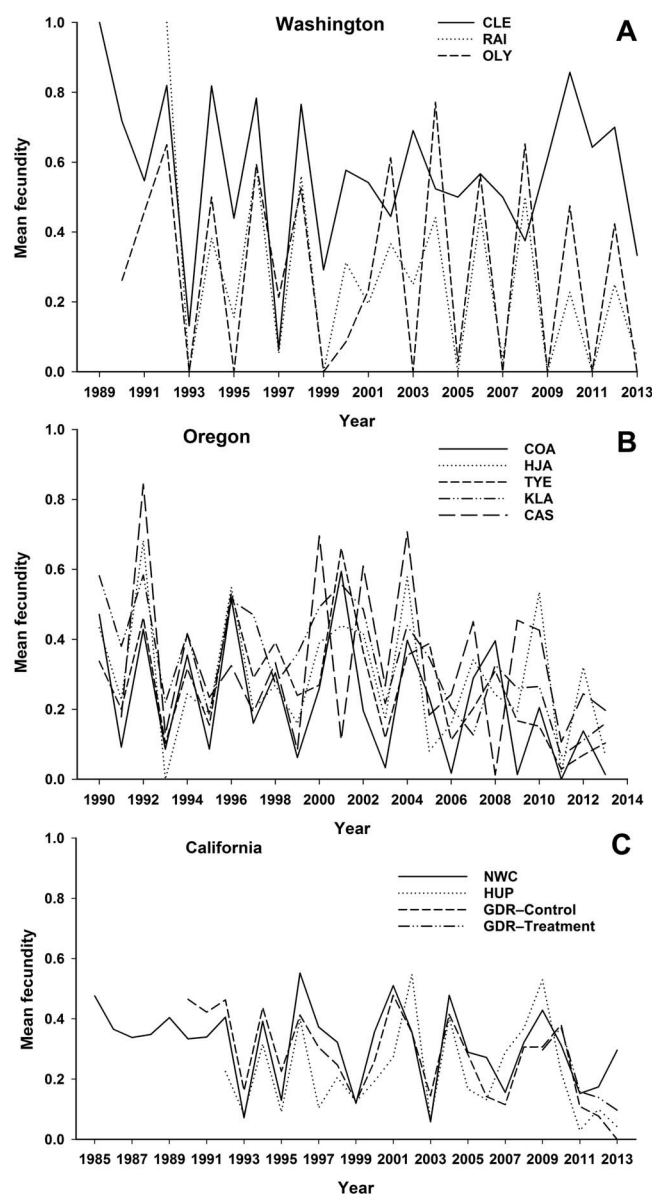 Washington
A
CLE
RAI
OLY
Mean fecundity
1.0
0.8
0.6
0.4
0.2
0.0
1989 1991 1993 1995 1997 1999 2001 2003 2005 2007 2009 2011 2013
Year
Oregon
B
COA
HJA
TYE
KLA
CAS
Mean fecundity
1.0
0.8
0.6
0.4
0.2
0.0
1990 1992 1994 1996 1998 2000 2002 2004 2006 2008 2010 2012 2014
Year
California
C
NWC
HUP
GDR–Control
GDR–Treatment
Mean fecundity
1.0
0.8
0.6
0.4
0.2
0.0
1985 1987 1989 1991 1993 1995 1997 1999 2001 2003 2005 2007 2009 2011 2013
Year